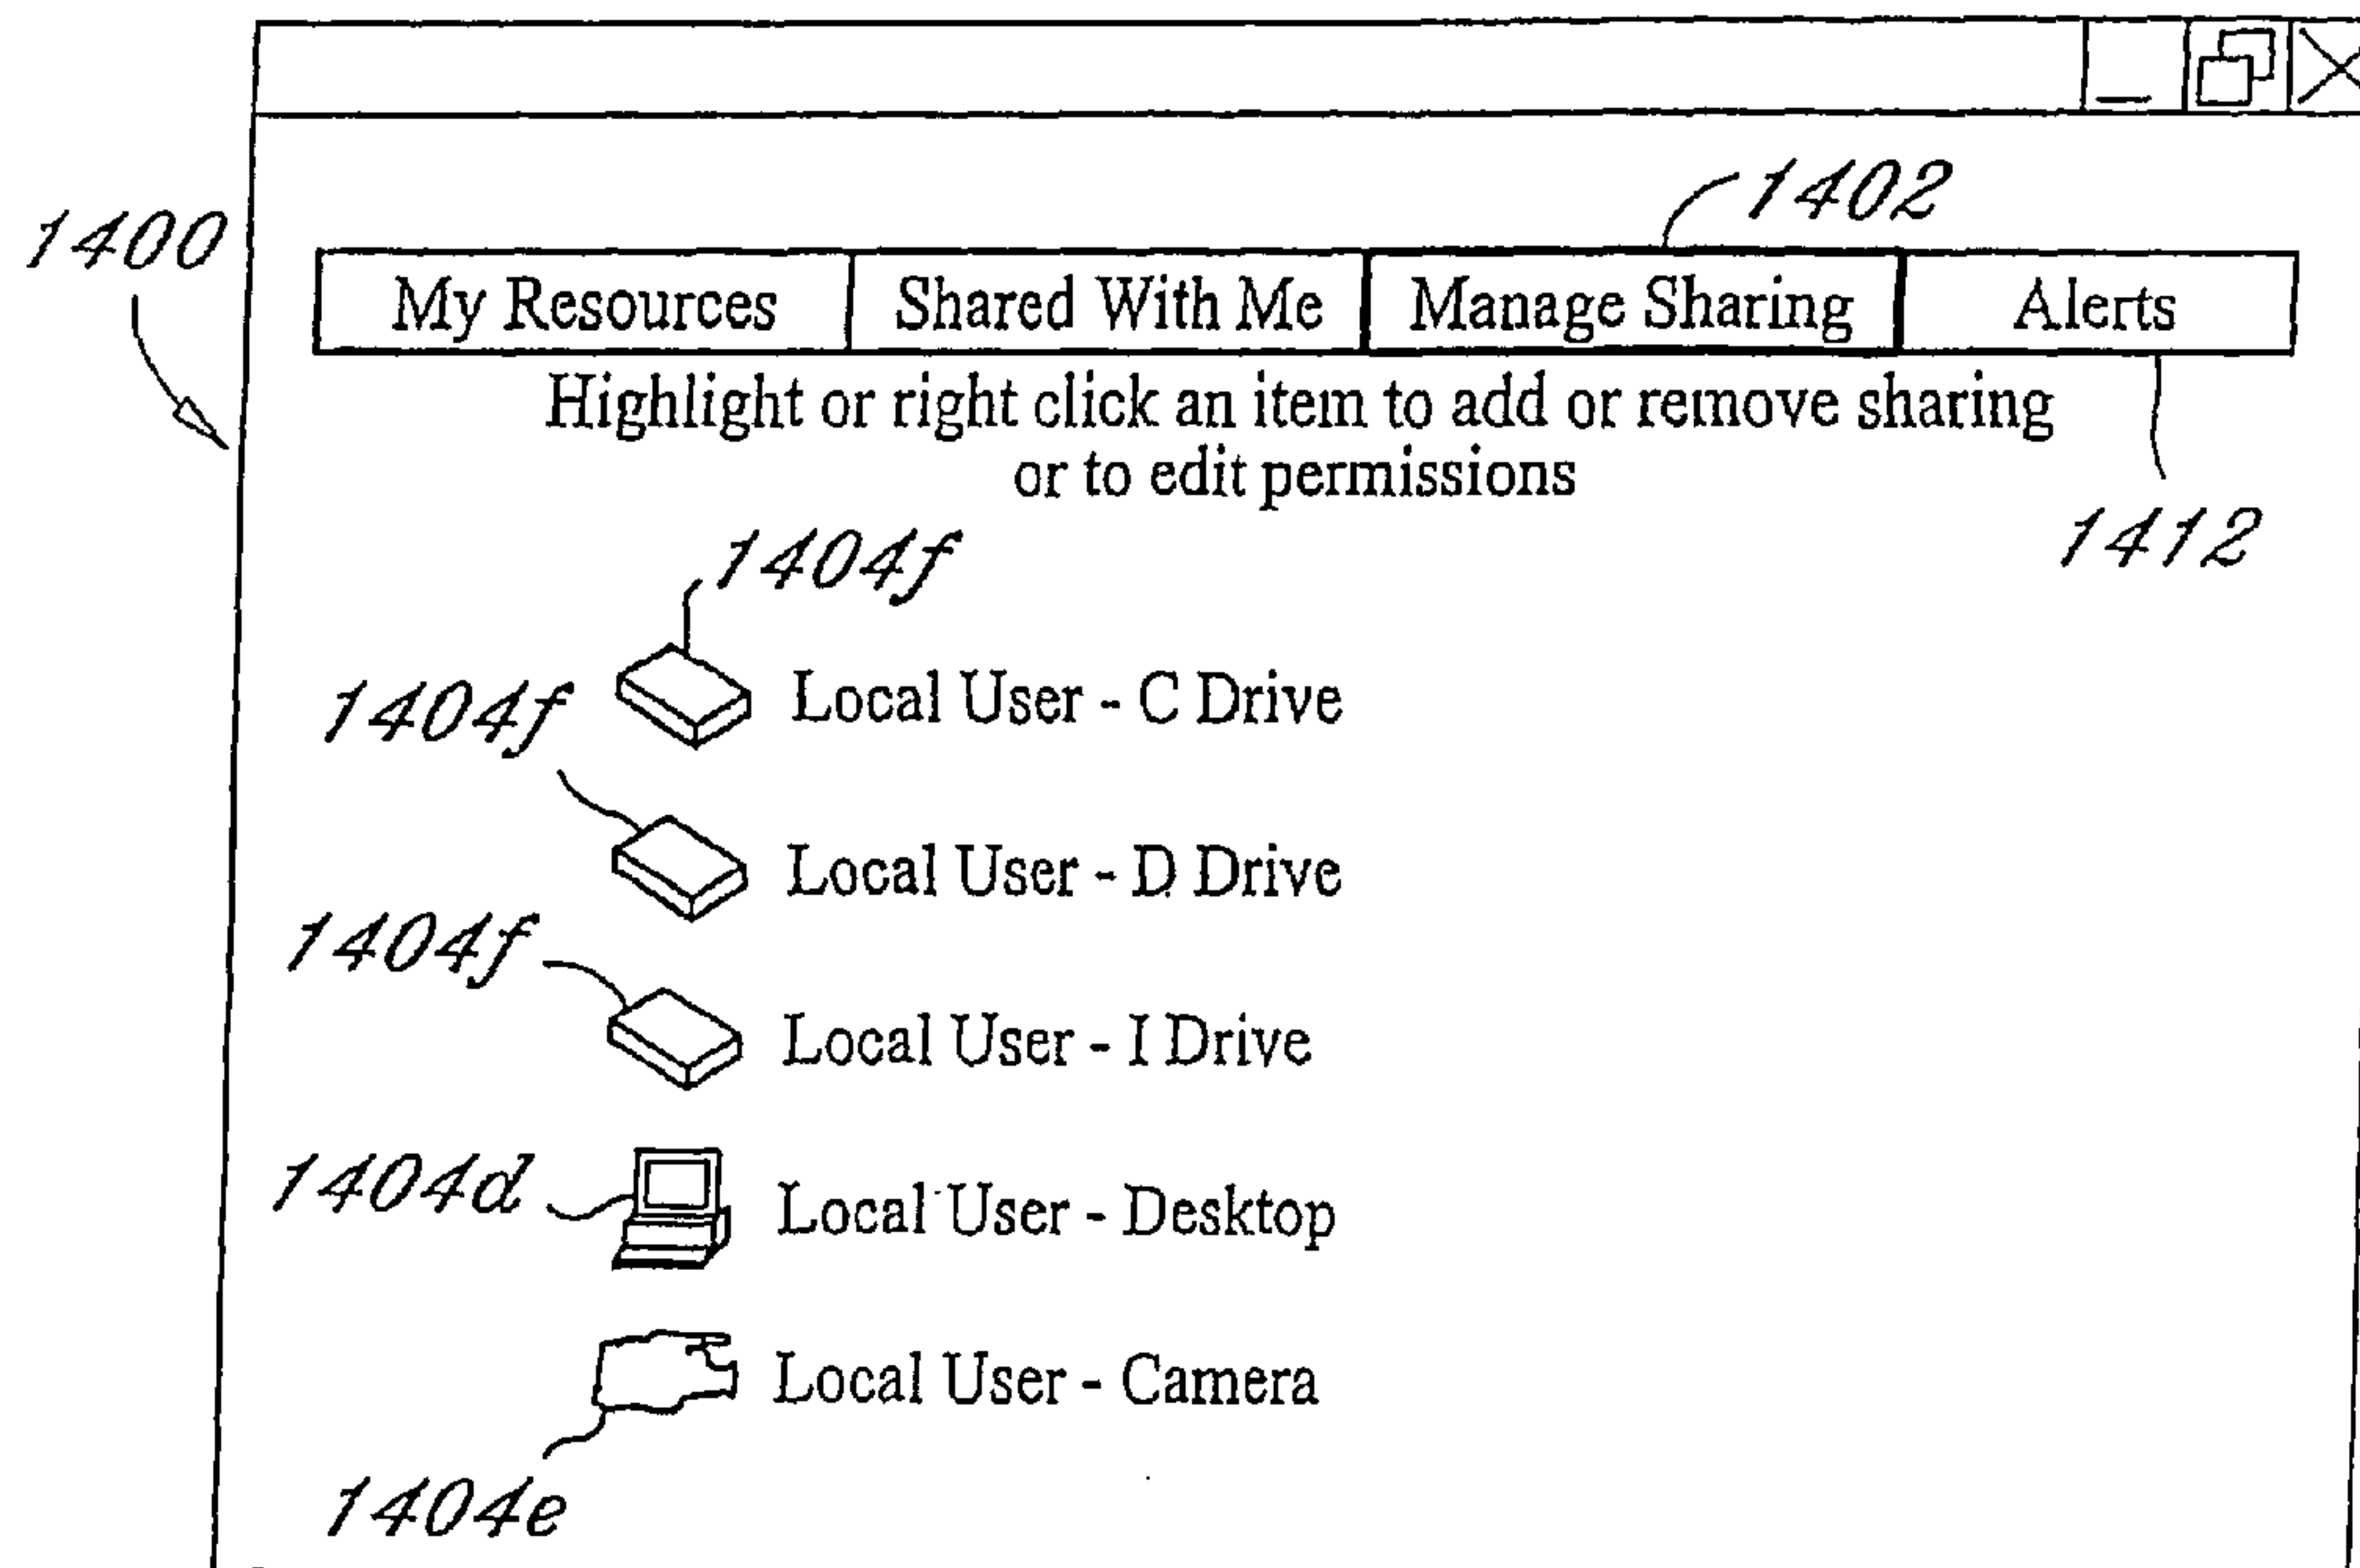 1402
1400
My Resources Shared With Me Manage Sharing Alerts
Highlight or right click an item to add or remove sharing
or to edit permissions
1412
1404f
Local User - C Drive
1404f
Local User - D Drive
1404f
Local User - I Drive
1404d
Local User - Desktop
Local User - Camera
1404e